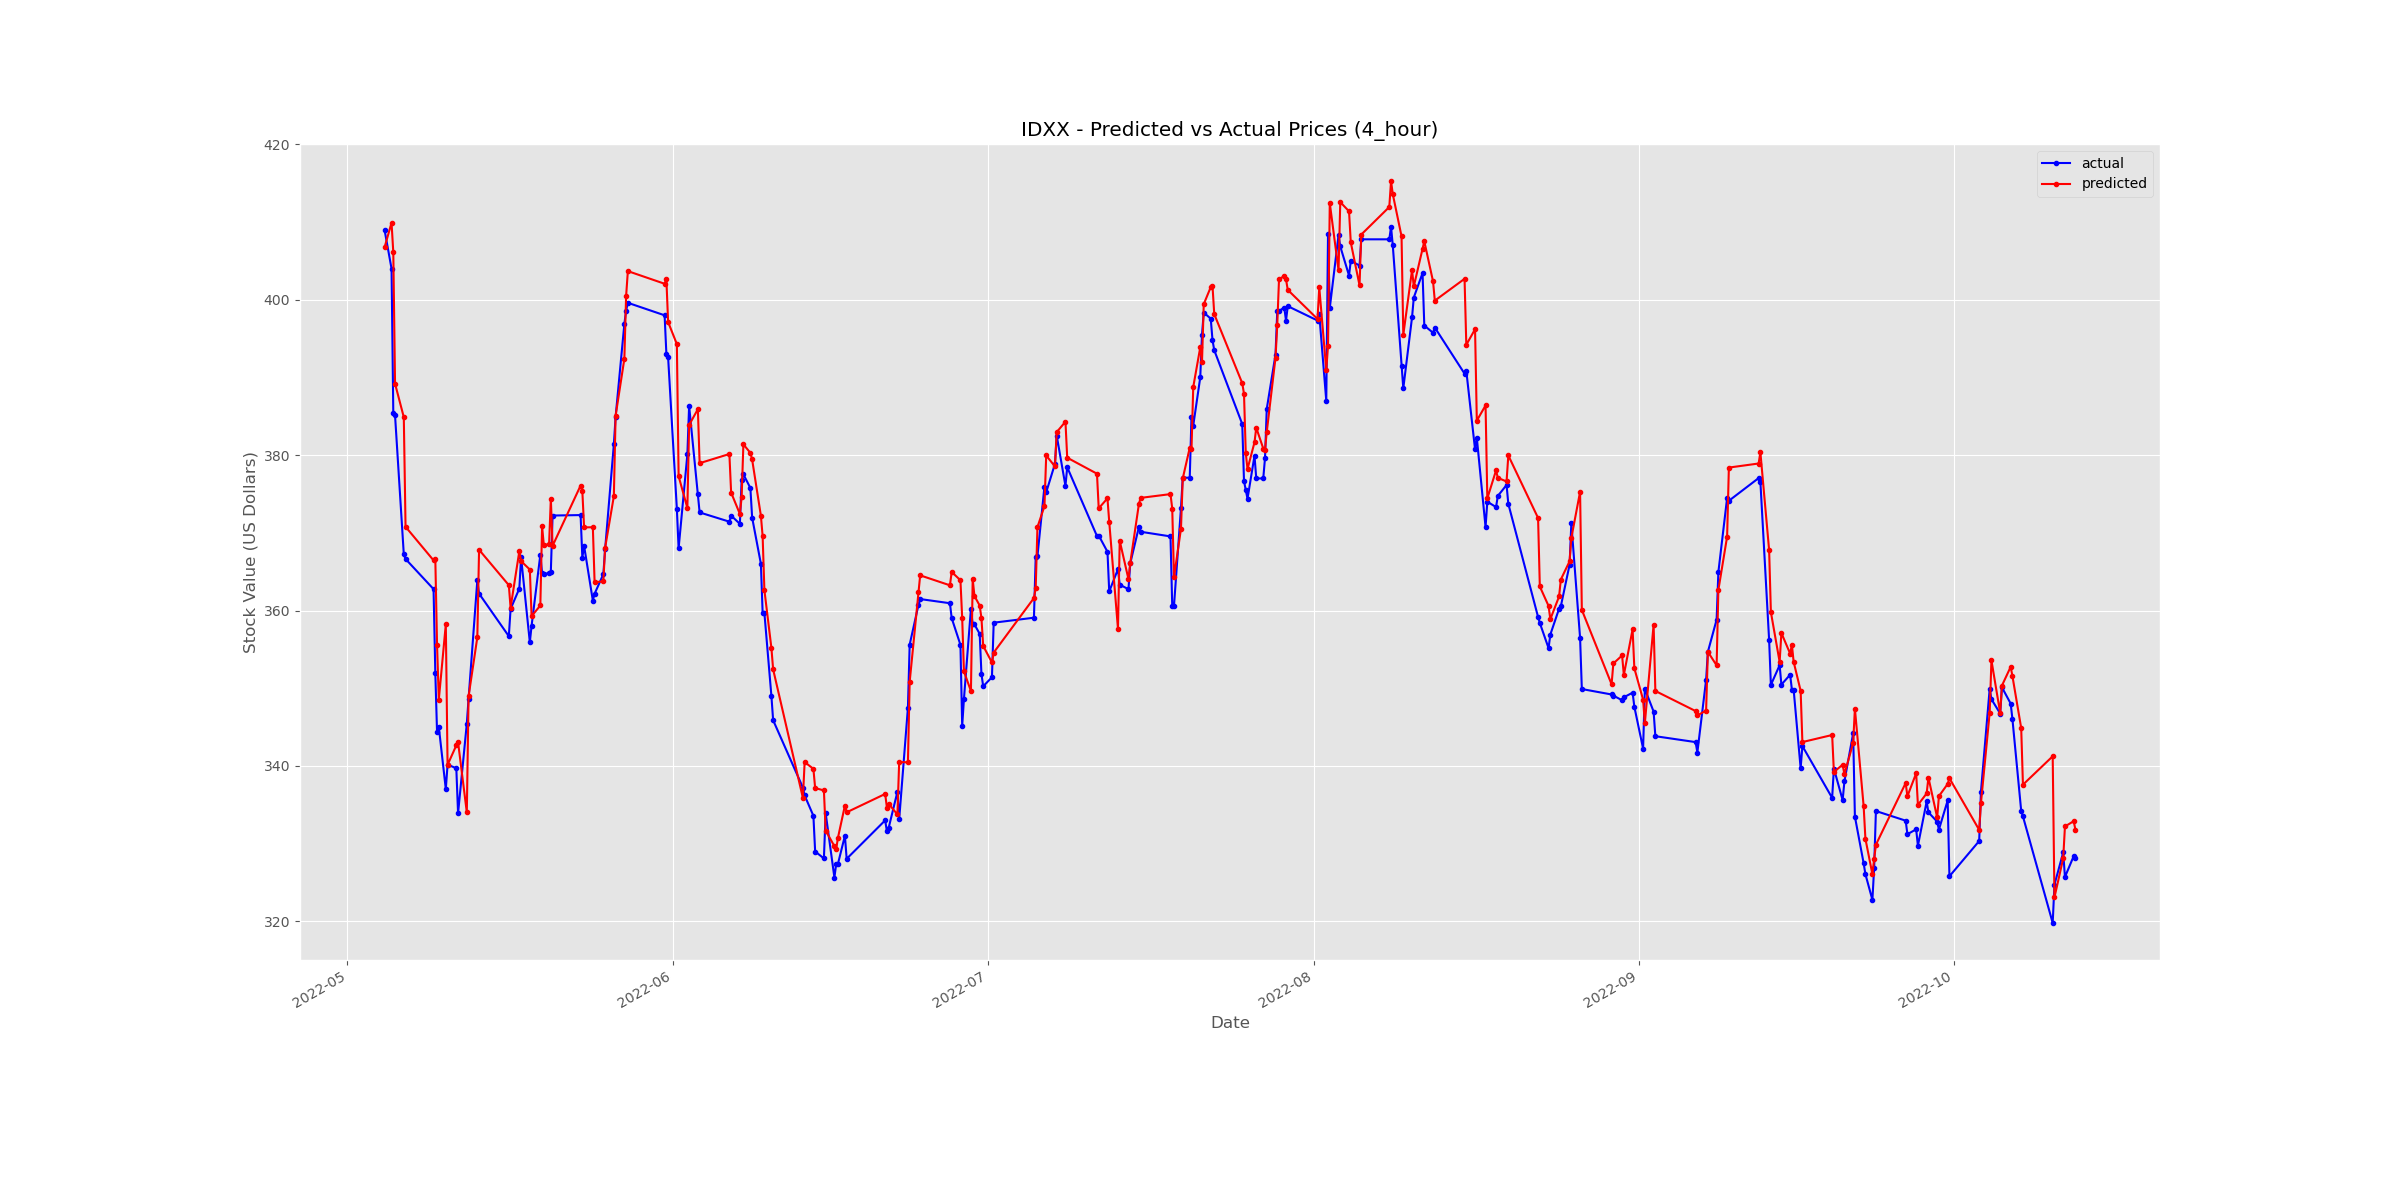 IDXX - Predicted vs Actual Prices (4_hour)
420
400
380
360
340
320
Stock Value (US Dollars)
actual
predicted
2022-05
2022-06
2022-07
2022-08
2022-09
2022-10
Date